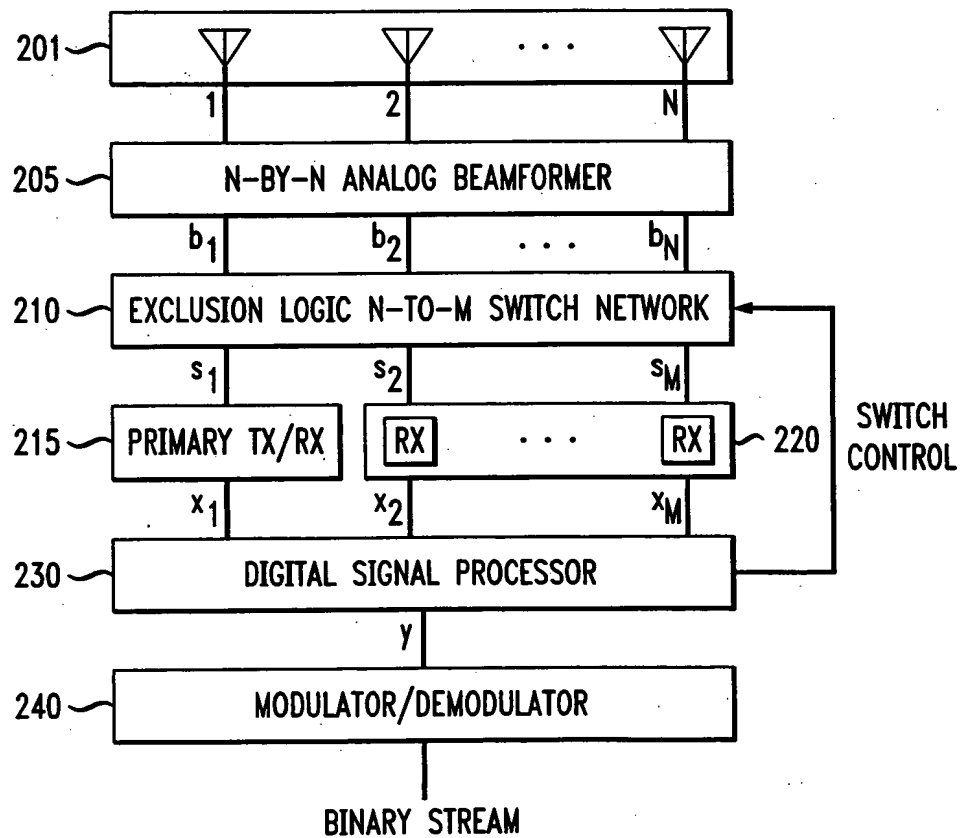 201
1 2 N
205 N-BY-N ANALOG BEAMFORMER
b1 b2 ... bN
210 EXCLUSION LOGIC N-TO-M SWITCH NETWORK
s1 s2 sM
215 PRIMARY TX/RX RX ... RX 220
SWITCH
CONTROL
x1 x2 xM
230 DIGITAL SIGNAL PROCESSOR
y
240 MODULATOR/DEMODULATOR
BINARY STREAM